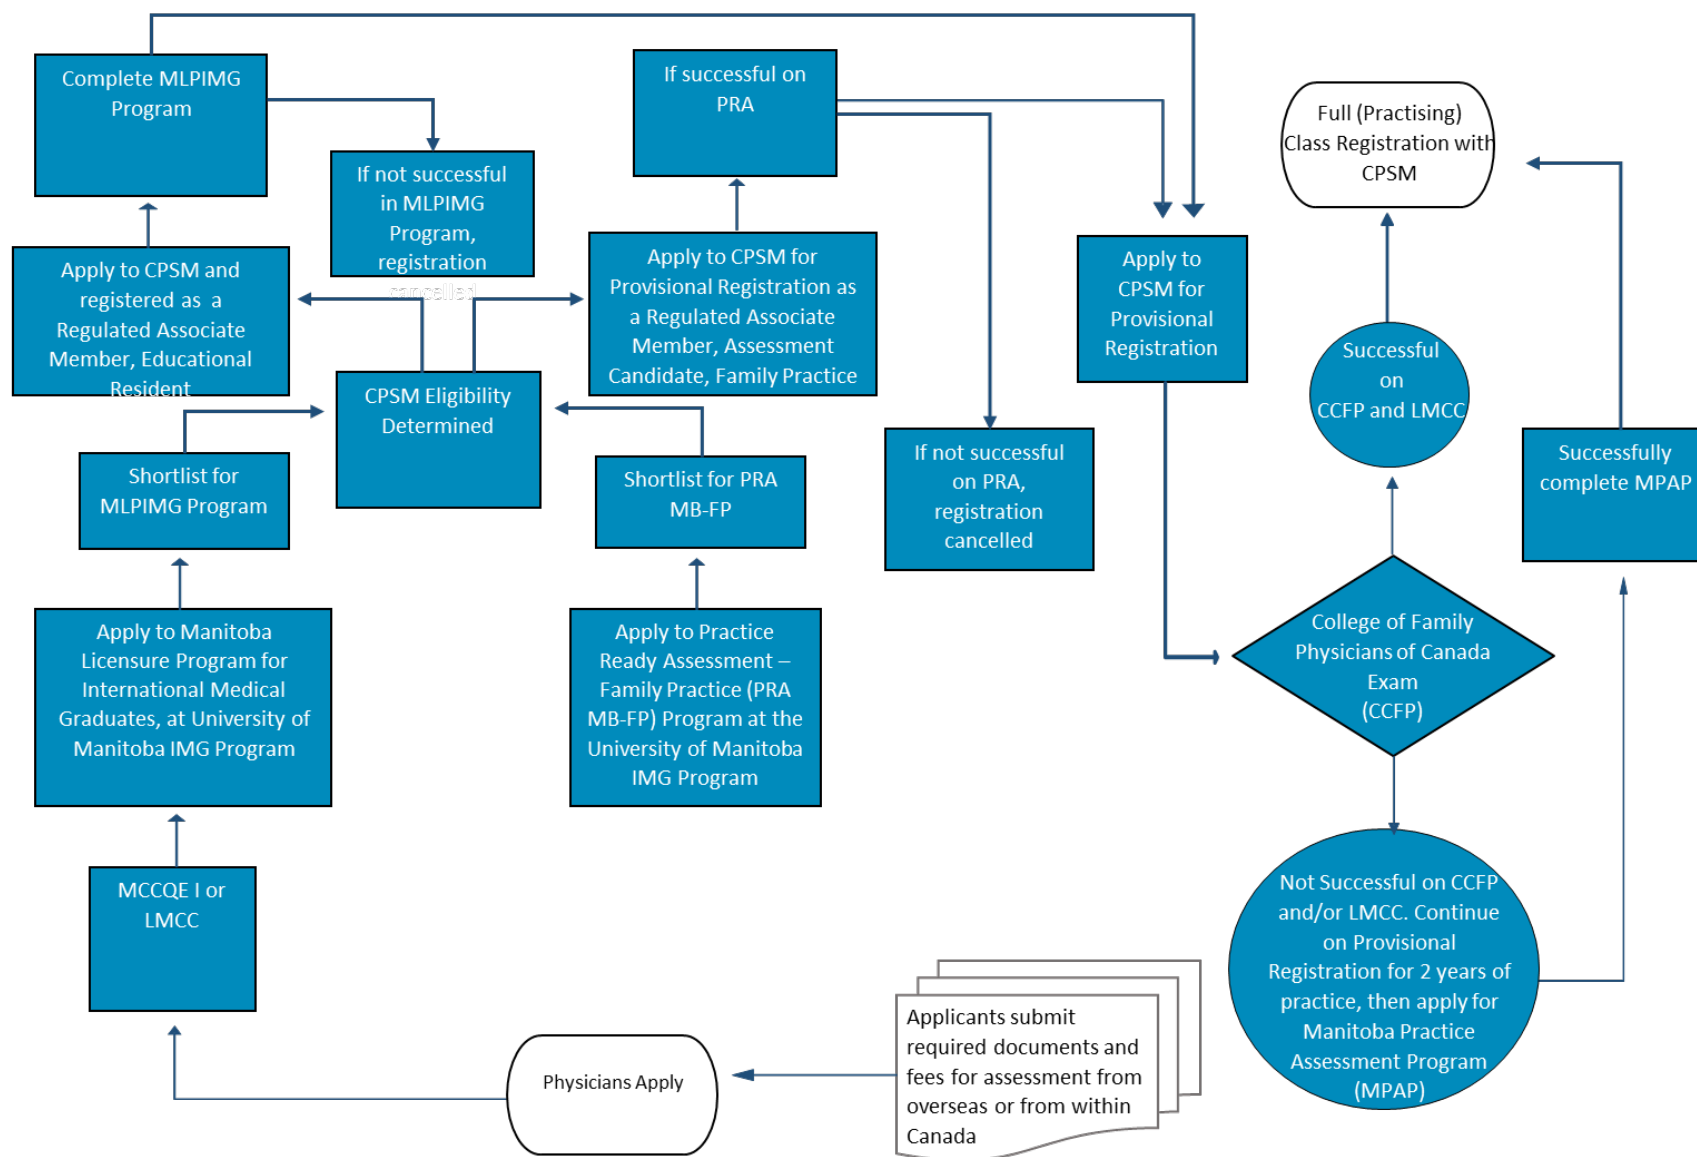 Complete MLPIMG
Program
If successful on
PRA
Full (Practising)
Class Registration with
CPSM
If not successful
in MLPIMG
Program,
registration
cancelled
Apply to CPSM and
registered as a
Regulated Associate
Member, Educational
Resident
Apply to CPSM for
Provisional Registration as
a Regulated Associate
Member, Assessment
Candidate, Family Practice
Apply to
CPSM for
Provisional
Registration
Successful
on
CCFP and LMCC
CPSM Eligibility
Determined
Shortlist for
MLPIMG Program
Shortlist for PRA
MB-FP
If not successful
on PRA,
registration
cancelled
Successfully
complete MPAP
Apply to Manitoba
Licensure Program for
International Medical
Graduates, at University of
Manitoba IMG Program
Apply to Practice
Ready Assessment –
Family Practice (PRA
MB-FP) Program at the
University of Manitoba
IMG Program
College of Family
Physicians of Canada
Exam
(CCFP)
MCCQE I or
LMCC
Not Successful on CCFP
and/or LMCC. Continue
on Provisional
Registration for 2 years of
practice, then apply for
Manitoba Practice
Assessment Program
(MPAP)
Physicians Apply
Applicants submit
required documents and
fees for assessment from
overseas or from within
Canada